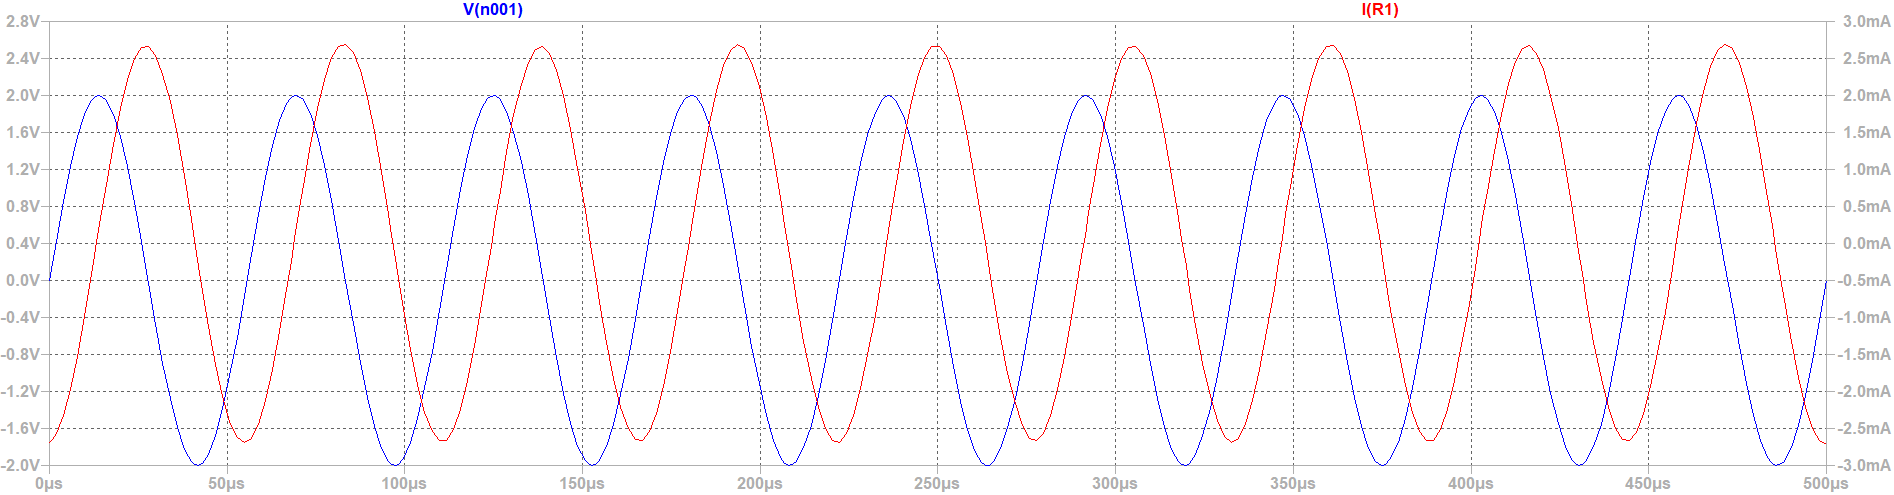 V(n001) I(R1)
2.8V 3.0mA
2.4V 2.5mA
2.0V 2.0mA
1.6V 1.5mA
1.2V 1.0mA
0.8V 0.5mA
0.4V 0.0mA
0.0V -0.5mA
-0.4V -1.0mA
-0.8V -1.5mA
-1.2V -2.0mA
-1.6V -2.5mA
-2.0V -3.0mA
0µs 50µs 100µs 150µs 200µs 250µs 300µs 350µs 400µs 450µs 500µs